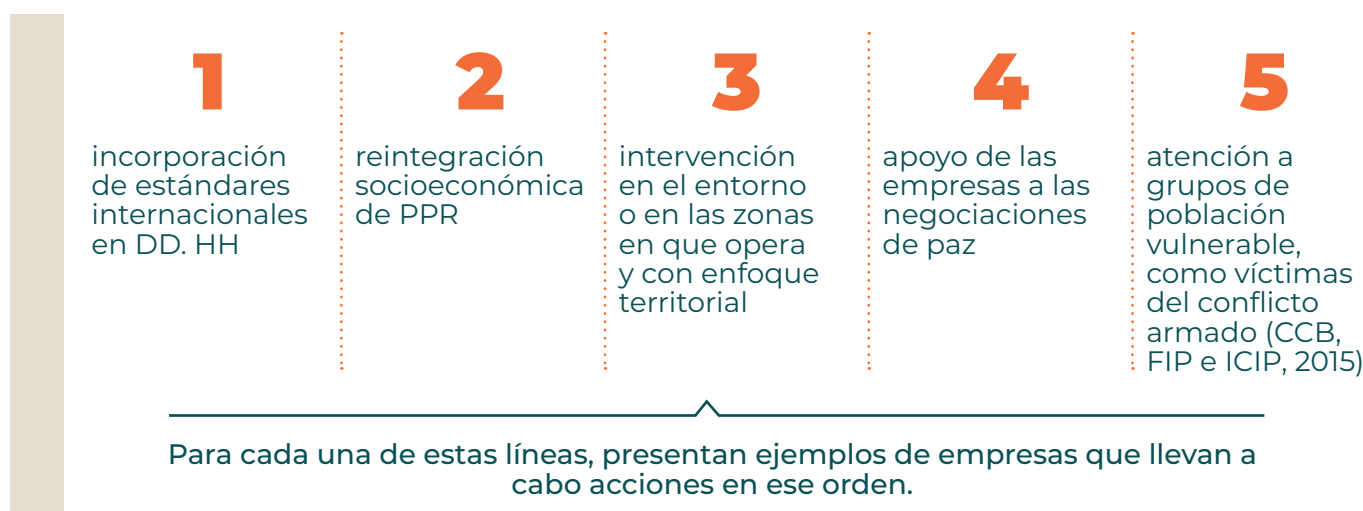 1
incorporación
de estándares
internacionales
en DD. HH
2
reintegración
socioeconómica
de PPR
3
intervención
en el entorno
o en las zonas
en que opera
y con enfoque
territorial
4
apoyo de las
empresas a las
negociaciones
de paz
5
atención a
grupos de
población
vulnerable,
como víctimas
del conflicto
armado (CCB,
FIP e ICIP, 2015)
Para cada una de estas líneas, presentan ejemplos de empresas que llevan a
cabo acciones en ese orden.